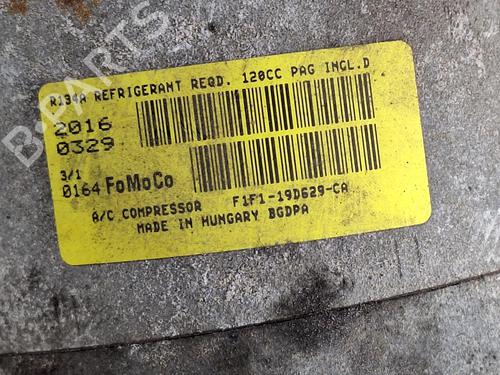 R134A REFRIGERANT REQD. 120CC PAG INCL.D
2016
0329
3/1
0164 FoMoCo
A/C COMPRESSOR F1F1-19D629-CA
MADE IN HUNGARY BGDPA
B-PARTS